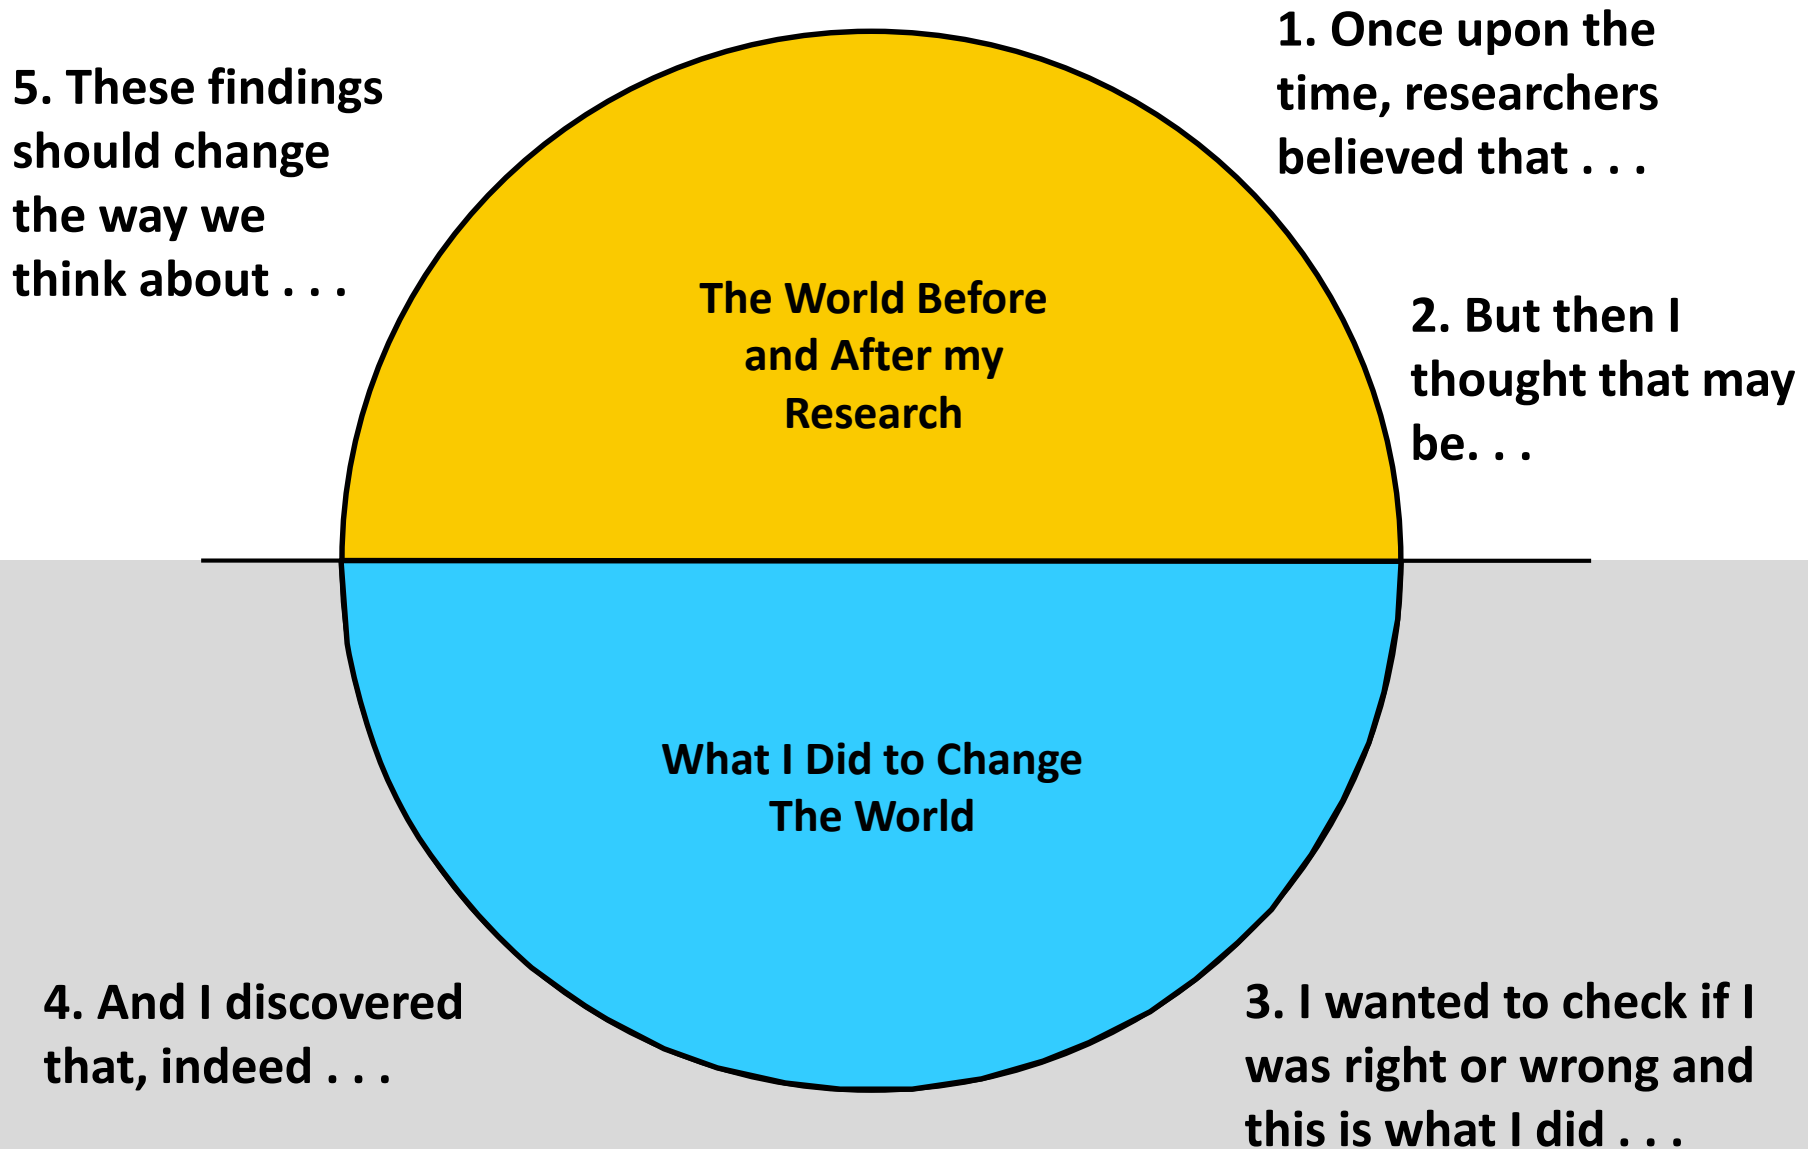 1. Once upon the
time, researchers
believed that . . .
2. But then I
thought that may
be. . .
3. I wanted to check if I
was right or wrong and
this is what I did . . .
4. And I discovered
that, indeed . . .
5. These findings
should change
the way we
think about . . .
The World Before
and After my
Research
What I Did to Change
The World